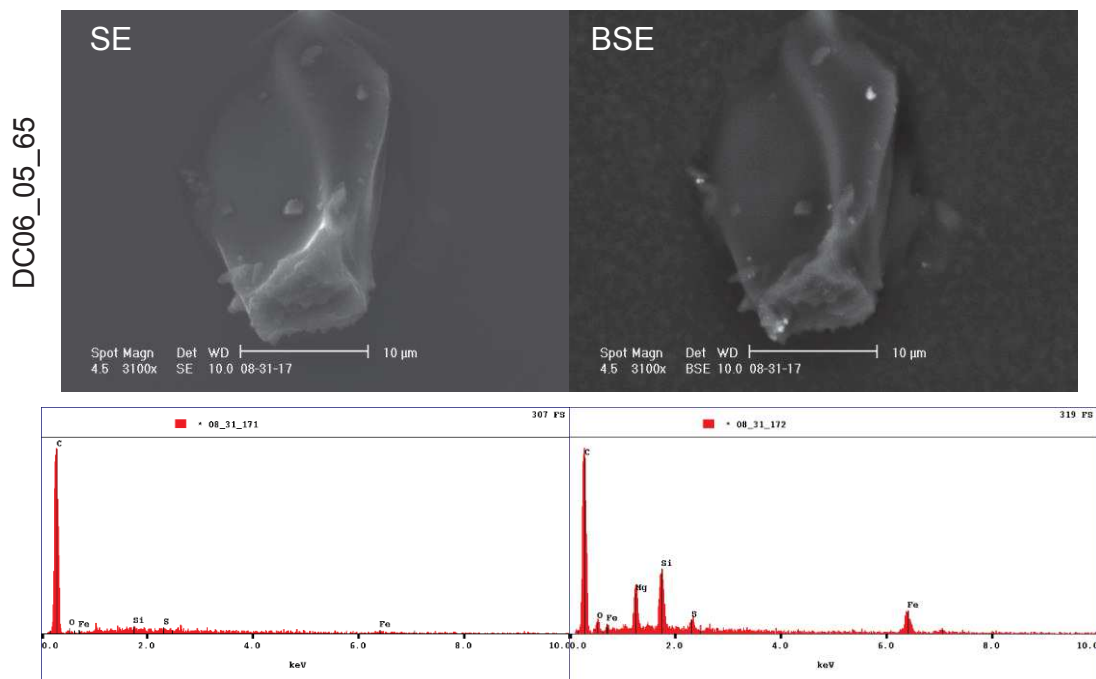 DC06_05_65
SE
Spot Magn Det WD 10 µm
4.5 3100x SE 10.0 08-31-17
BSE
Spot Magn Det WD 10 µm
4.5 3100x BSE 10.0 08-31-17
307 FS
* 08_31_171
C
O Fe Si S Fe
0.0 2.0 4.0 6.0 8.0 10.0
keV
319 FS
* 08_31_172
C
O Fe Mg Si S Fe
0.0 2.0 4.0 6.0 8.0 10.0
keV